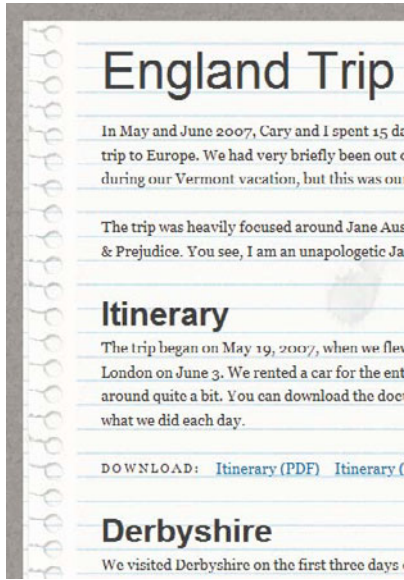 England Trip
In May and June 2007, Cary and I spent 15 da
trip to Europe. We had very briefly been out o
during our Vermont vacation, but this was our
The trip was heavily focused around Jane Aus
& Prejudice. You see, I am an unapologetic Ja
Itinerary
The trip began on May 19, 2007, when we flew
London on June 3. We rented a car for the ent
around quite a bit. You can download the docu
what we did each day.
DOWNLOAD: Itinerary (PDF) Itinerary (
Derbyshire
We visited Derbyshire on the first three days